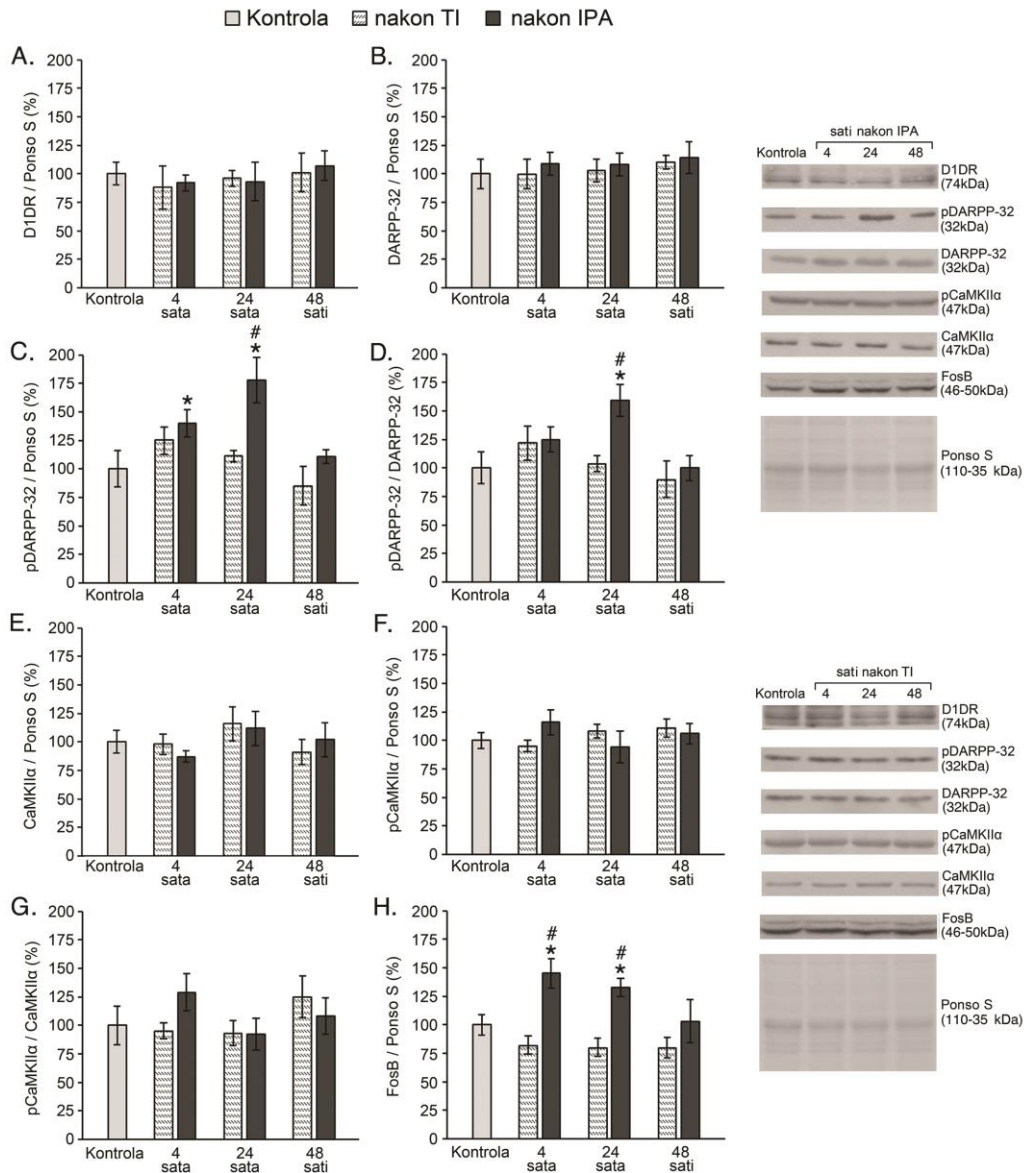 Kontrola nakon TI nakon IPA
A.
D1DR / Ponso S (%)
200
175
150
125
100
75
50
25
0
Kontrola 4 sata 24 sata 48 sati
B.
DARPP-32 / Ponso S (%)
200
175
150
125
100
75
50
25
0
Kontrola 4 sata 24 sata 48 sati
C.
pDARPP-32 / Ponso S (%)
200
175
150
125
100
75
50
25
0
*
#
*
Kontrola 4 sata 24 sata 48 sati
D.
pDARPP-32 / DARPP-32 (%)
200
175
150
125
100
75
50
25
0
#
*
Kontrola 4 sata 24 sata 48 sati
E.
CaMKIIα / Ponso S (%)
200
175
150
125
100
75
50
25
0
Kontrola 4 sata 24 sata 48 sati
F.
pCaMKIIα / Ponso S (%)
200
175
150
125
100
75
50
25
0
Kontrola 4 sata 24 sata 48 sati
G.
pCaMKIIα / CaMKIIα (%)
200
175
150
125
100
75
50
25
0
Kontrola 4 sata 24 sata 48 sati
H.
FosB / Ponso S (%)
200
175
150
125
100
75
50
25
0
#
*
#
*
Kontrola 4 sata 24 sata 48 sati
sati nakon IPA
Kontrola 4 24 48
D1DR
(74kDa)
pDARPP-32
(32kDa)
DARPP-32
(32kDa)
pCaMKIIα
(47kDa)
CaMKIIα
(47kDa)
FosB
(46-50kDa)
Ponso S
(110-35 kDa)
sati nakon TI
Kontrola 4 24 48
D1DR
(74kDa)
pDARPP-32
(32kDa)
DARPP-32
(32kDa)
pCaMKIIα
(47kDa)
CaMKIIα
(47kDa)
FosB
(46-50kDa)
Ponso S
(110-35 kDa)